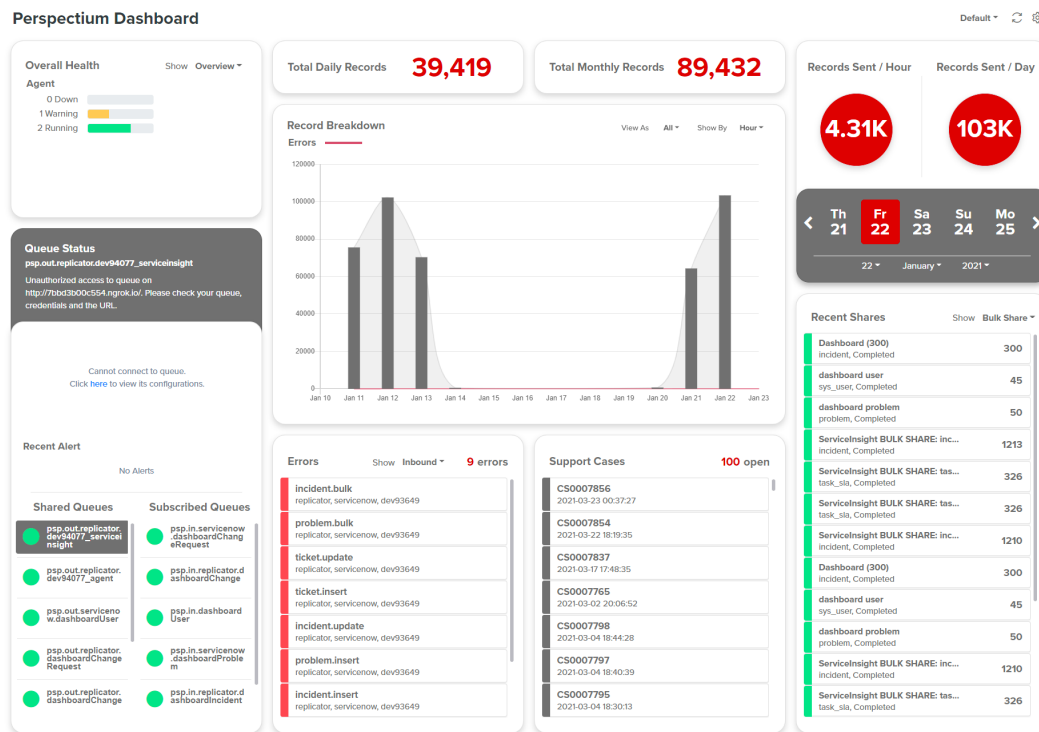 Perspectium Dashboard
Default
Overall Health
Show Overview
Agent
0 Down
1 Warning
2 Running
Queue Status
psp.out.replicator.dev94077_serviceinsight
Unauthorized access to queue on
http://7bbd3b00c554.ngrok.io/. Please check your queue,
credentials and the URL.
Cannot connect to queue.
Click here to view its configurations.
Recent Alert
No Alerts
Shared Queues
psp.out.replicator.
dev94077_servicei
nsight
psp.out.replicator.
dev94077_agent
psp.out.serviceno
w.dashboardUser
psp.out.replicator.
dashboardChange
Request
psp.out.replicator.
dashboardChange
Subscribed Queues
psp.in.servicenow
.dashboardChang
eRequest
psp.in.replicator.d
ashboardChange
psp.in.dashboard
User
psp.in.servicenow
.dashboardProble
m
psp.in.replicator.d
ashboardIncident
Total Daily Records 39,419
Total Monthly Records 89,432
Record Breakdown
View As All Show By Hour
Errors
120000
100000
80000
60000
40000
20000
0
Jan 10 Jan 11 Jan 12 Jan 13 Jan 14 Jan 15 Jan 16 Jan 17 Jan 18 Jan 19 Jan 20 Jan 21 Jan 22 Jan 23
Errors Show Inbound 9 errors
incident.bulk
replicator, servicenow, dev93649
problem.bulk
replicator, servicenow, dev93649
ticket.update
replicator, servicenow, dev93649
ticket.insert
replicator, servicenow, dev93649
incident.update
replicator, servicenow, dev93649
problem.insert
replicator, servicenow, dev93649
incident.insert
replicator, servicenow, dev93649
Support Cases 100 open
CS0007856
2021-03-23 00:37:27
CS0007854
2021-03-22 18:19:35
CS0007837
2021-03-17 17:48:35
CS0007765
2021-03-02 20:06:52
CS0007798
2021-03-04 18:44:28
CS0007797
2021-03-04 18:40:39
CS0007795
2021-03-04 18:30:13
Records Sent / Hour
4.31K
Records Sent / Day
103K
Th Fr Sa Su Mo
21 22 23 24 25
22 January 2021
Recent Shares Show Bulk Share
Dashboard (300)
incident, Completed
300
dashboard user
sys_user, Completed
45
dashboard problem
problem, Completed
50
ServiceInsight BULK SHARE: inc...
incident, Completed
1213
ServiceInsight BULK SHARE: tas...
task_sla, Completed
326
ServiceInsight BULK SHARE: tas...
task_sla, Completed
326
ServiceInsight BULK SHARE: inc...
incident, Completed
1210
Dashboard (300)
incident, Completed
300
dashboard user
sys_user, Completed
45
dashboard problem
problem, Completed
50
ServiceInsight BULK SHARE: inc...
incident, Completed
1210
ServiceInsight BULK SHARE: tas...
task_sla, Completed
326